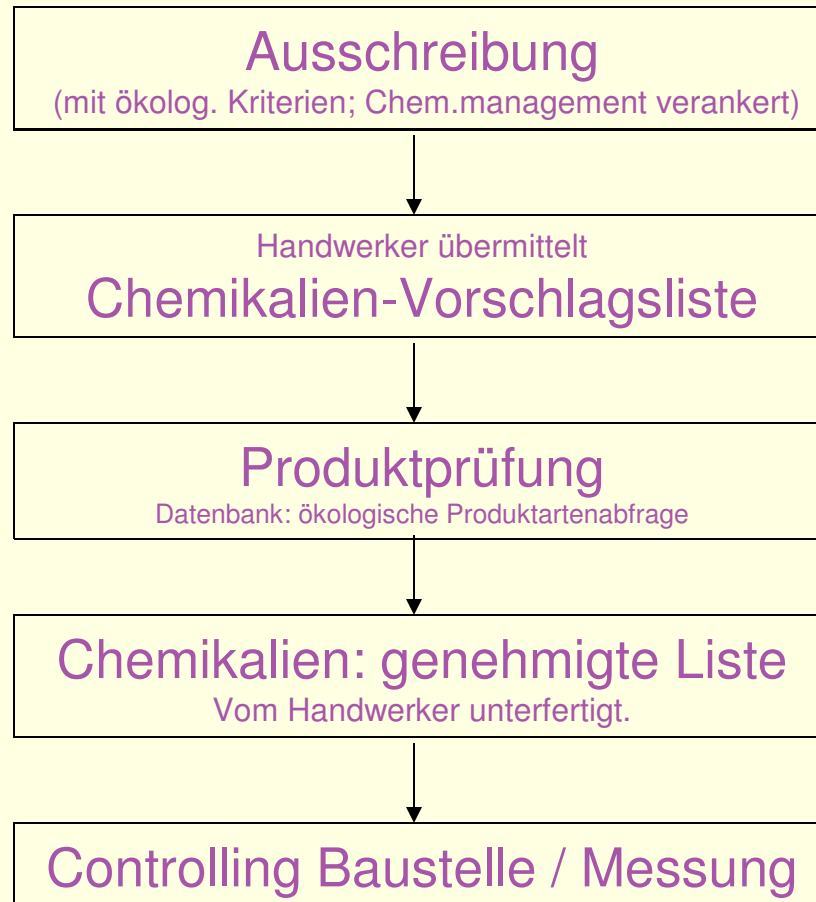 Ausschreibung
(mit ökolog. Kriterien; Chem.management verankert)
Handwerker übermittelt
Chemikalien-Vorschlagsliste
Produktprüfung
Datenbank: ökologische Produktartenabfrage
Chemikalien: genehmigte Liste
Vom Handwerker unterfertigt.
Controlling Baustelle / Messung